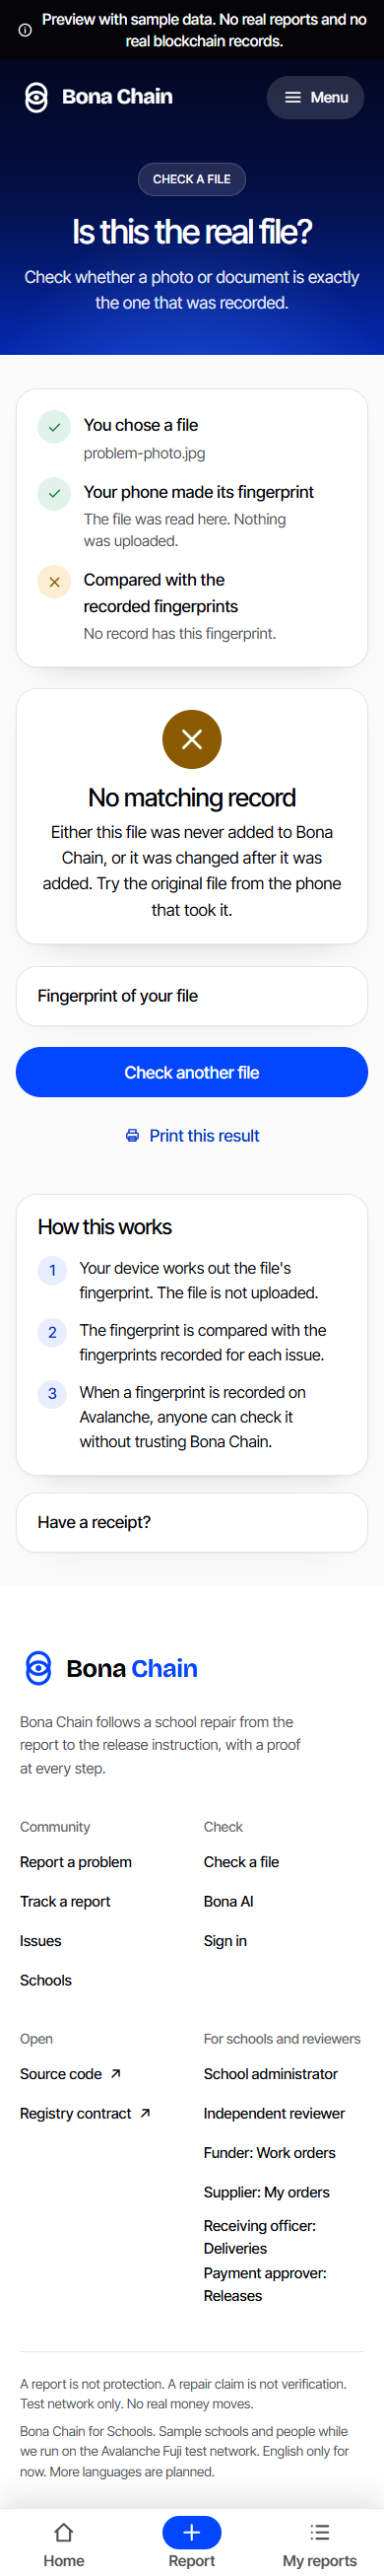 Preview with sample data. No real reports and no
real blockchain records.
Bona Chain
Menu
CHECK A FILE
Is this the real file?
Check whether a photo or document is exactly
the one that was recorded.
You chose a file
problem-photo.jpg
Your phone made its fingerprint
The file was read here. Nothing
was uploaded.
Compared with the
recorded fingerprints
No record has this fingerprint.
No matching record
Either this file was never added to Bona
Chain, or it was changed after it was
added. Try the original file from the phone
that took it.
Fingerprint of your file
Check another file
Print this result
How this works
1 Your device works out the file's
fingerprint. The file is not uploaded.
2 The fingerprint is compared with the
fingerprints recorded for each issue.
3 When a fingerprint is recorded on
Avalanche, anyone can check it
without trusting Bona Chain.
Have a receipt?
Bona Chain
Bona Chain follows a school repair from the
report to the release instruction, with a proof
at every step.
Community
Report a problem
Track a report
Issues
Schools
Check
Check a file
Bona AI
Sign in
Open
Source code
Registry contract
For schools and reviewers
School administrator
Independent reviewer
Funder: Work orders
Supplier: My orders
Receiving officer:
Deliveries
Payment approver:
Releases
A report is not protection. A repair claim is not verification.
Test network only. No real money moves.
Bona Chain for Schools. Sample schools and people while
we run on the Avalanche Fuji test network. English only for
now. More languages are planned.
Home
Report
My reports